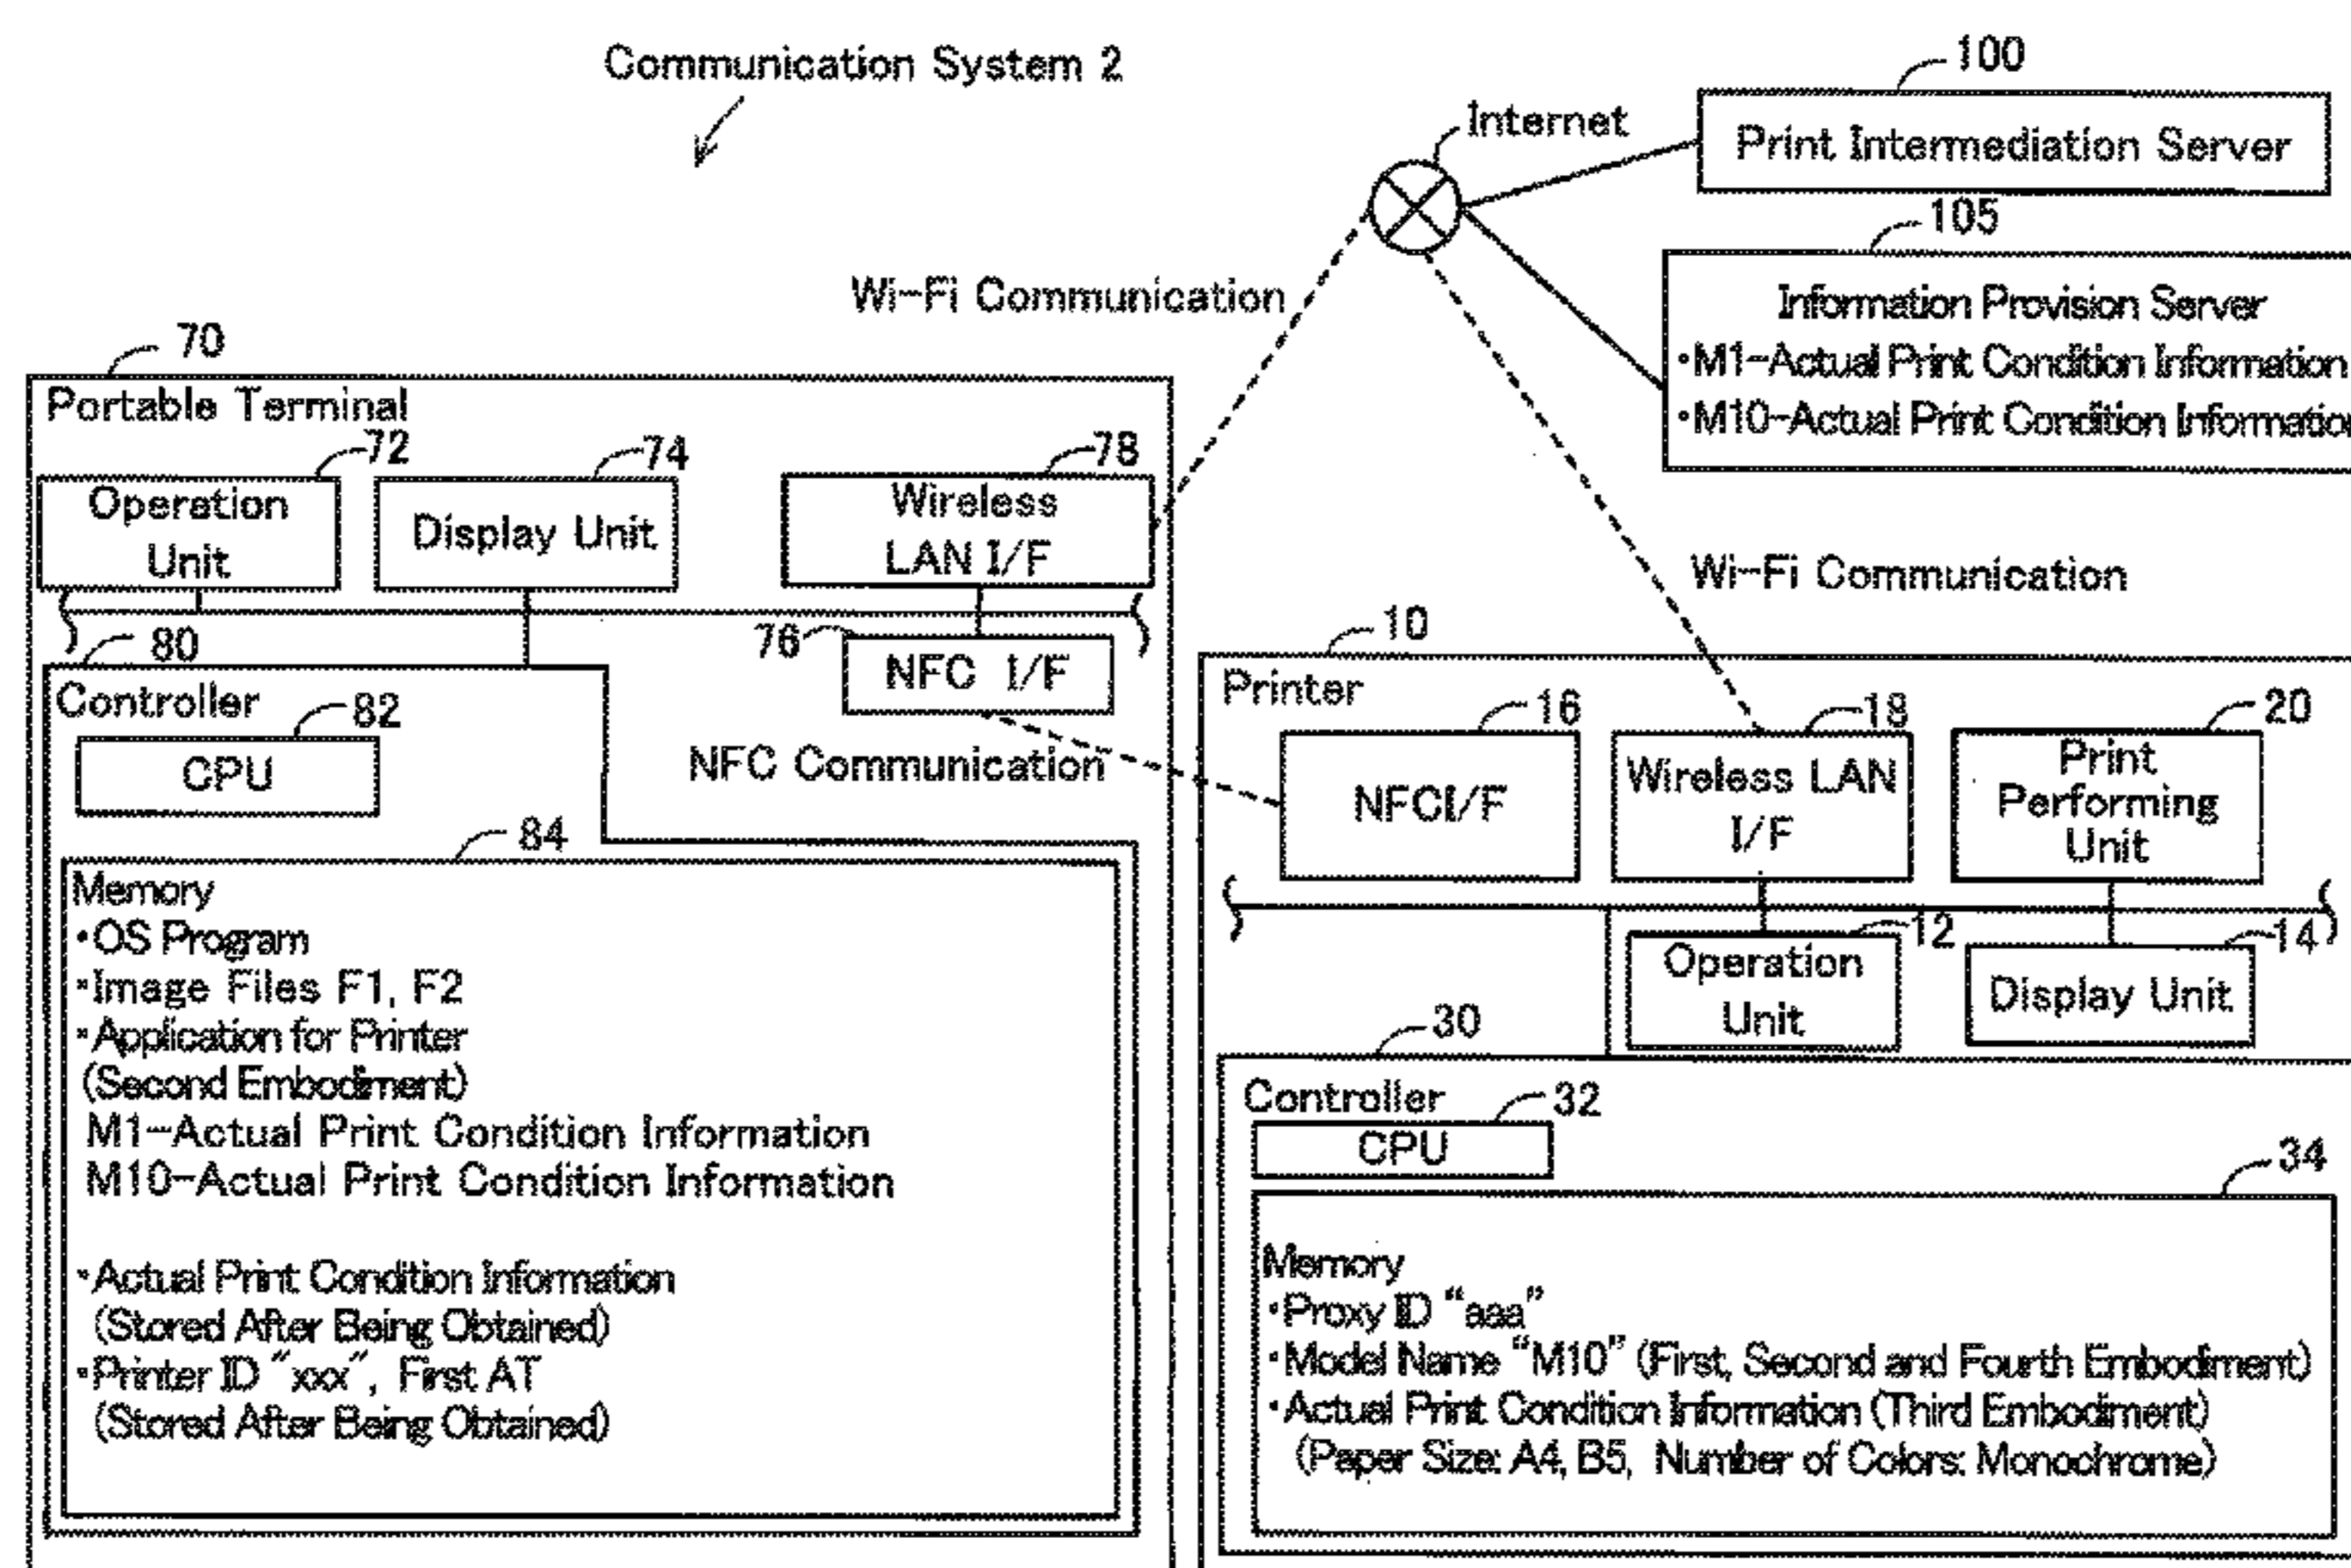 Communication System 2
100
Internet
Print Intermediation Server
105
Information Provision Server
•M1-Actual Print Condition Information
•M10-Actual Print Condition Information
Wi-Fi Communication
Wi-Fi Communication
70
Portable Terminal
72
Operation
Unit
74
Display Unit
78
Wireless
LAN I/F
76
NFC I/F
80
Controller
82
CPU
NFC Communication
84
Memory
•OS Program
•Image Files F1, F2
•Application for Printer
(Second Embodiment)
M1-Actual Print Condition Information
M10-Actual Print Condition Information
•Actual Print Condition Information
(Stored After Being Obtained)
•Printer ID "xxx", First AT
(Stored After Being Obtained)
10
Printer
16
NFCI/F
18
Wireless LAN
I/F
20
Print
Performing
Unit
12
Operation
Unit
14
Display Unit
30
Controller
32
CPU
34
Memory
•Proxy ID "aaa"
•Model Name "M10" (First, Second and Fourth Embodiment)
•Actual Print Condition Information (Third Embodiment)
(Paper Size: A4, B5, Number of Colors: Monochrome)